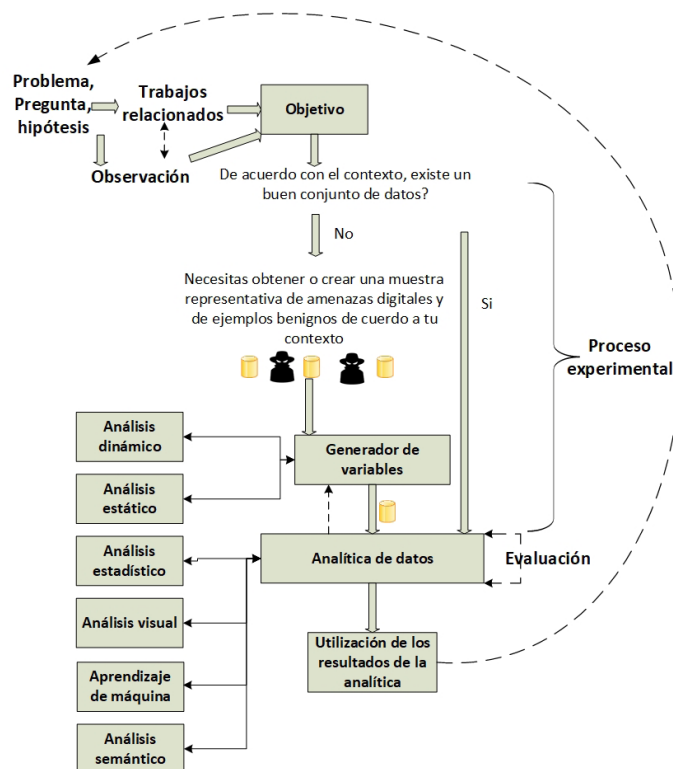 Problema,
Pregunta,
hipótesis
Trabajos
relacionados
Objetivo
Observación
De acuerdo con el contexto, existe un
buen conjunto de datos?
No
Si
Necesitas obtener o crear una muestra
representativa de amenazas digitales y
de ejemplos benignos de cuerdo a tu
contexto
Proceso
experimental
Análisis
dinámico
Generador de
variables
Análisis
estático
Análisis
estadístico
Analítica de datos
Evaluación
Análisis visual
Utilización de los
resultados de la
analítica
Aprendizaje
de máquina
Análisis
semántico